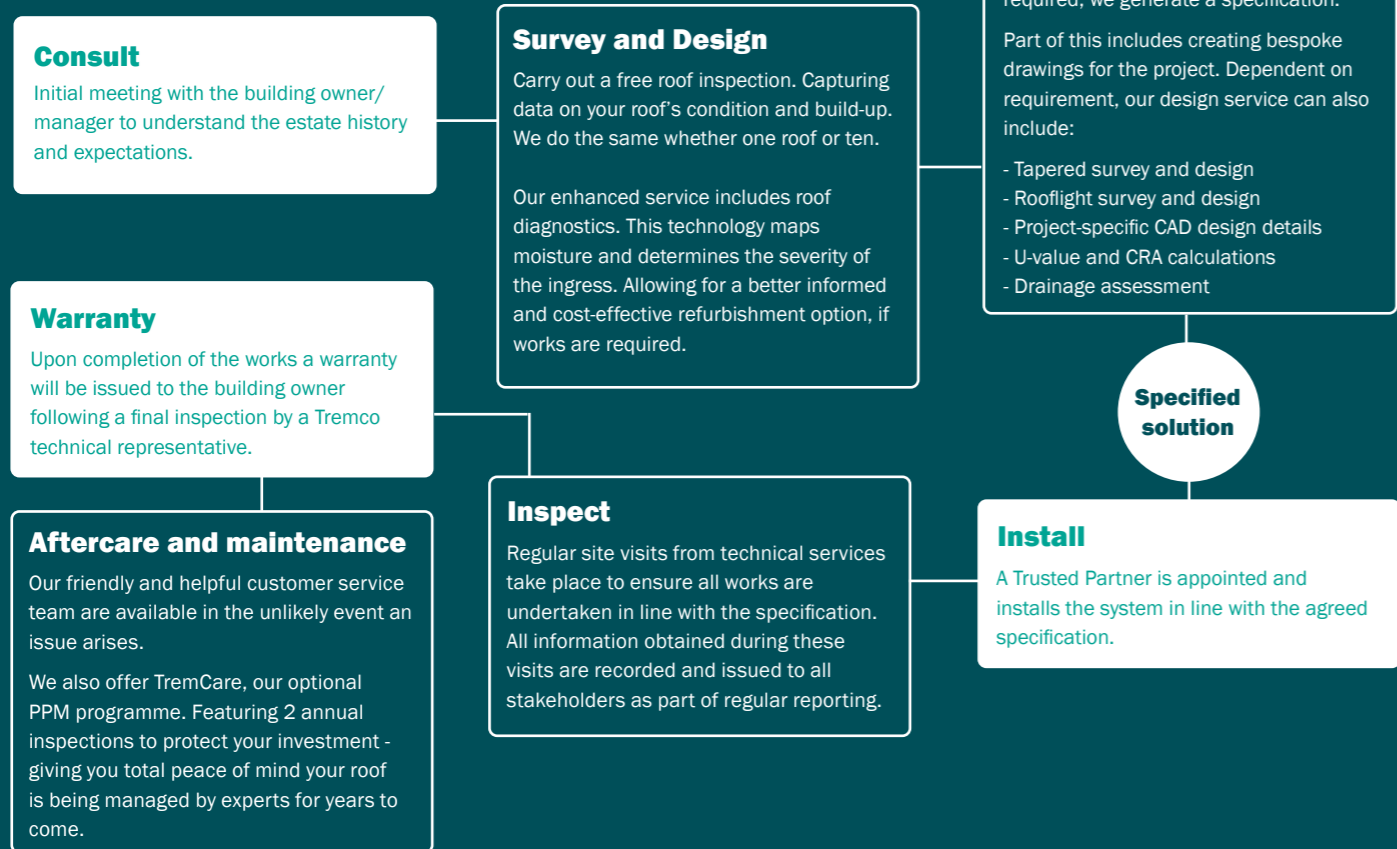 Consult
Initial meeting with the building owner/
manager to understand the estate history
and expectations.
Survey and Design
Carry out a free roof inspection. Capturing
data on your roof's condition and build-up.
We do the same whether one roof or ten.
Our enhanced service includes roof
diagnostics. This technology maps
moisture and determines the severity of
the ingress. Allowing for a better informed
and cost-effective refurbishment option, if
works are required.
required, we generate a specification.
Part of this includes creating bespoke
drawings for the project. Dependent on
requirement, our design service can also
include:
- Tapered survey and design
- Rooflight survey and design
- Project-specific CAD design details
- U-value and CRA calculations
- Drainage assessment
Specified
solution
Install
A Trusted Partner is appointed and
installs the system in line with the agreed
specification.
Inspect
Regular site visits from technical services
take place to ensure all works are
undertaken in line with the specification.
All information obtained during these
visits are recorded and issued to all
stakeholders as part of regular reporting.
Warranty
Upon completion of the works a warranty
will be issued to the building owner
following a final inspection by a Tremco
technical representative.
Aftercare and maintenance
Our friendly and helpful customer service
team are available in the unlikely event an
issue arises.
We also offer TremCare, our optional
PPM programme. Featuring 2 annual
inspections to protect your investment -
giving you total peace of mind your roof
is being managed by experts for years to
come.